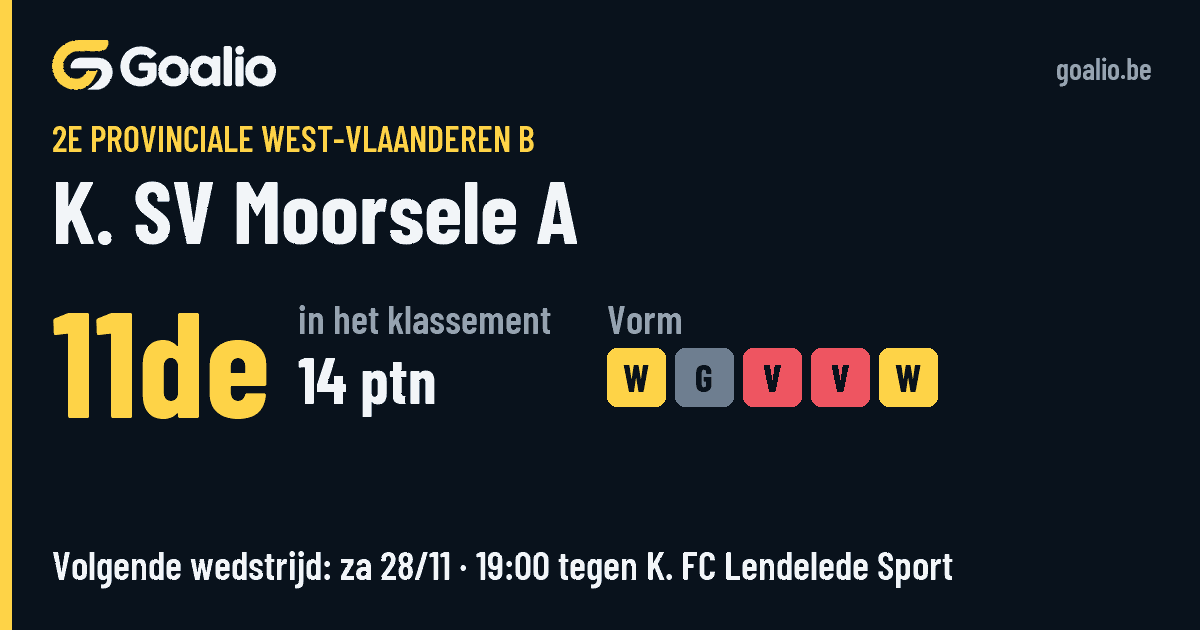 Goalio
goalio.be
2E PROVINCIALE WEST-VLAANDEREN B
K. SV Moorsele A
11de
in het klassement
14 ptn
Vorm
W G V V W
Volgende wedstrijd: za 28/11 · 19:00 tegen K. FC Lendelede Sport